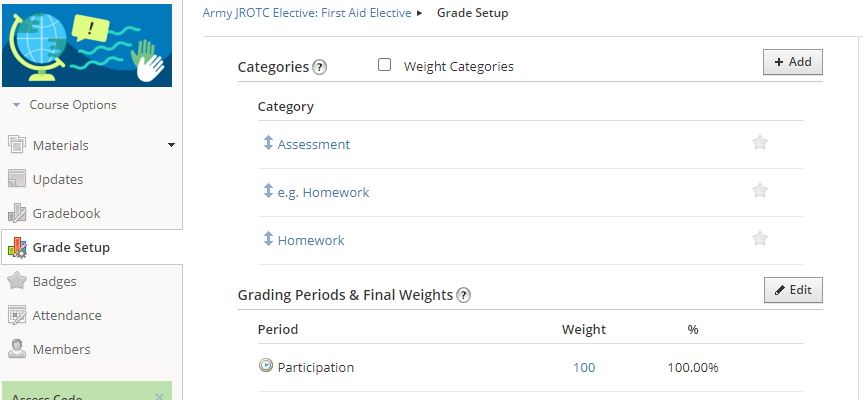 Army JROTC Elective: First Aid Elective ▸ Grade Setup
Categories ? Weight Categories + Add
Course Options
Category
Materials
Assessment
Updates
e.g. Homework
Gradebook
Homework
Grade Setup
Badges
Grading Periods & Final Weights ? Edit
Attendance
Period Weight %
Members
Participation 100 100.00%
Access Code ×